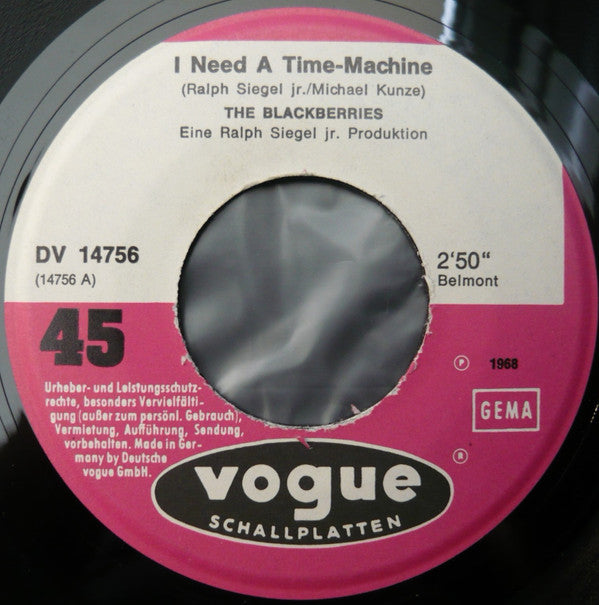 I Need A Time-Machine
(Ralph Siegel jr./Michael Kunze)
THE BLACKBERRIES
Eine Ralph Siegel jr. Produktion
DV 14756
(14756 A)
2'50"
Belmont
45
℗ 1968
GEMA
Urheber- und Leistungsschutz-
rechte, besonders Vervielfälti-
gung (außer zum persönl. Gebrauch),
Vermietung, Aufführung, Sendung,
vorbehalten. Made in Ger-
many by Deutsche
vogue GmbH.
®
vogue
SCHALLPLATTEN